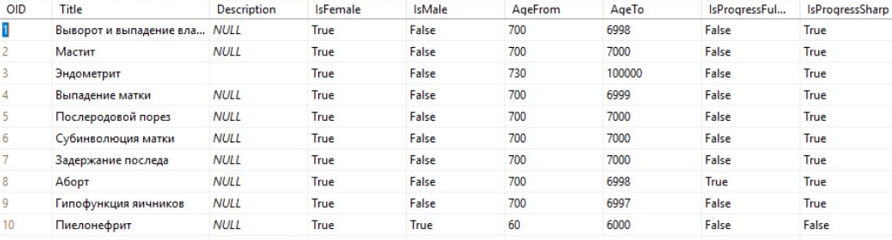 OID Title Description IsFemale IsMale AgeFrom AgeTo IsProgressFul... IsProgressSharp
1 Выворот и выпадение вла... NULL True False 700 6998 False True
2 Мастит NULL True False 700 7000 False True
3 Эндометрит True False 730 100000 False True
4 Выпадение матки NULL True False 700 6999 False True
5 Послеродовой порез NULL True False 700 7000 False True
6 Субинволюция матки NULL True False 700 7000 False True
7 Задержание последа NULL True False 700 7000 False True
8 Аборт NULL True False 700 6998 True True
9 Гипофункция яичников NULL True False 700 6997 False True
10 Пиелонефрит NULL True True 60 6000 False False